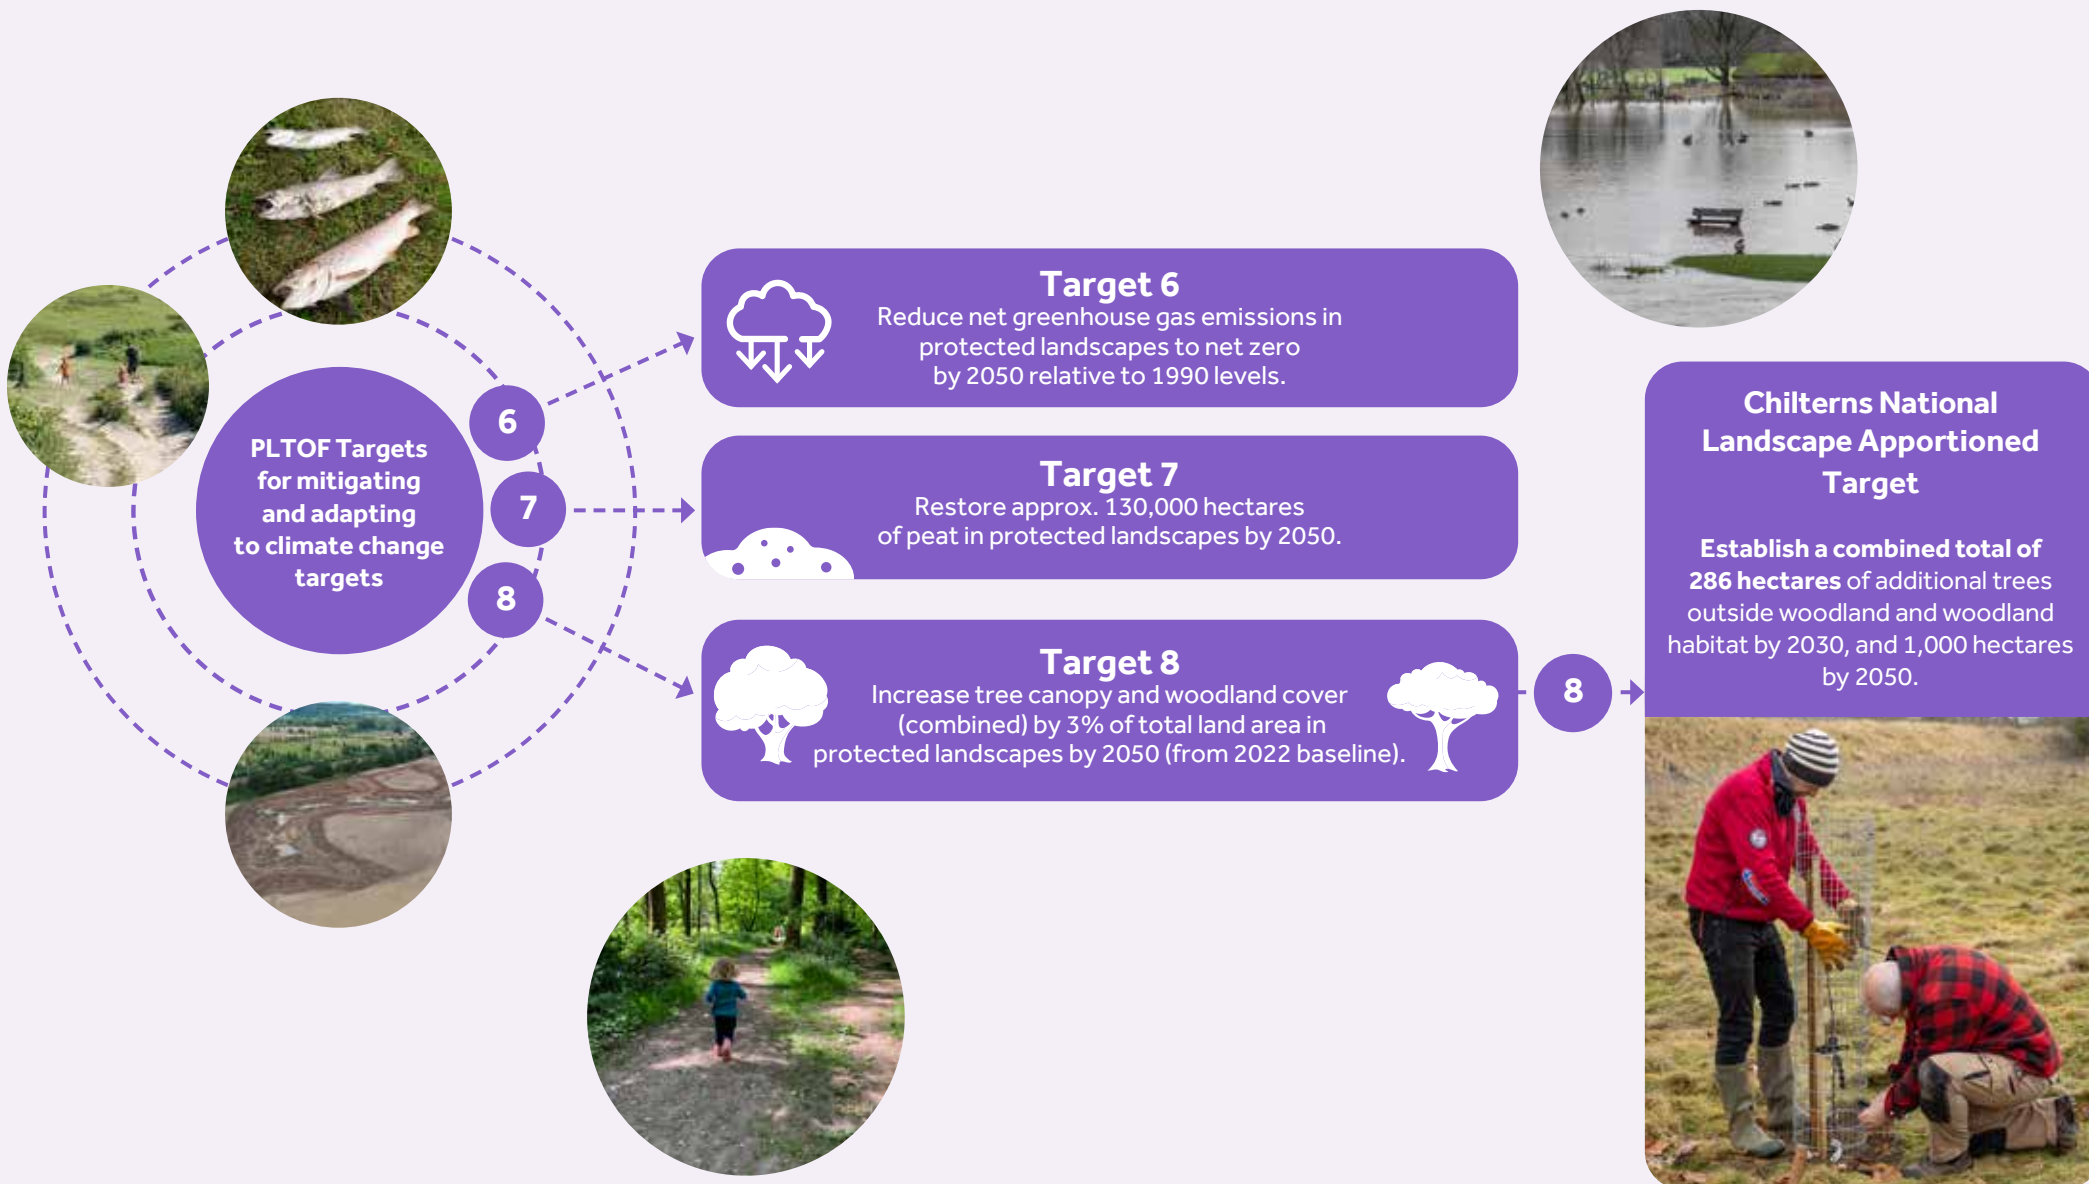 PLTOF Targets
for mitigating
and adapting
to climate change
targets
6
7
8
Target 6
Reduce net greenhouse gas emissions in
protected landscapes to net zero
by 2050 relative to 1990 levels.
Target 7
Restore approx. 130,000 hectares
of peat in protected landscapes by 2050.
Target 8
Increase tree canopy and woodland cover
(combined) by 3% of total land area in
protected landscapes by 2050 (from 2022 baseline).
8
Chilterns National
Landscape Apportioned
Target
Establish a combined total of
286 hectares of additional trees
outside woodland and woodland
habitat by 2030, and 1,000 hectares
by 2050.